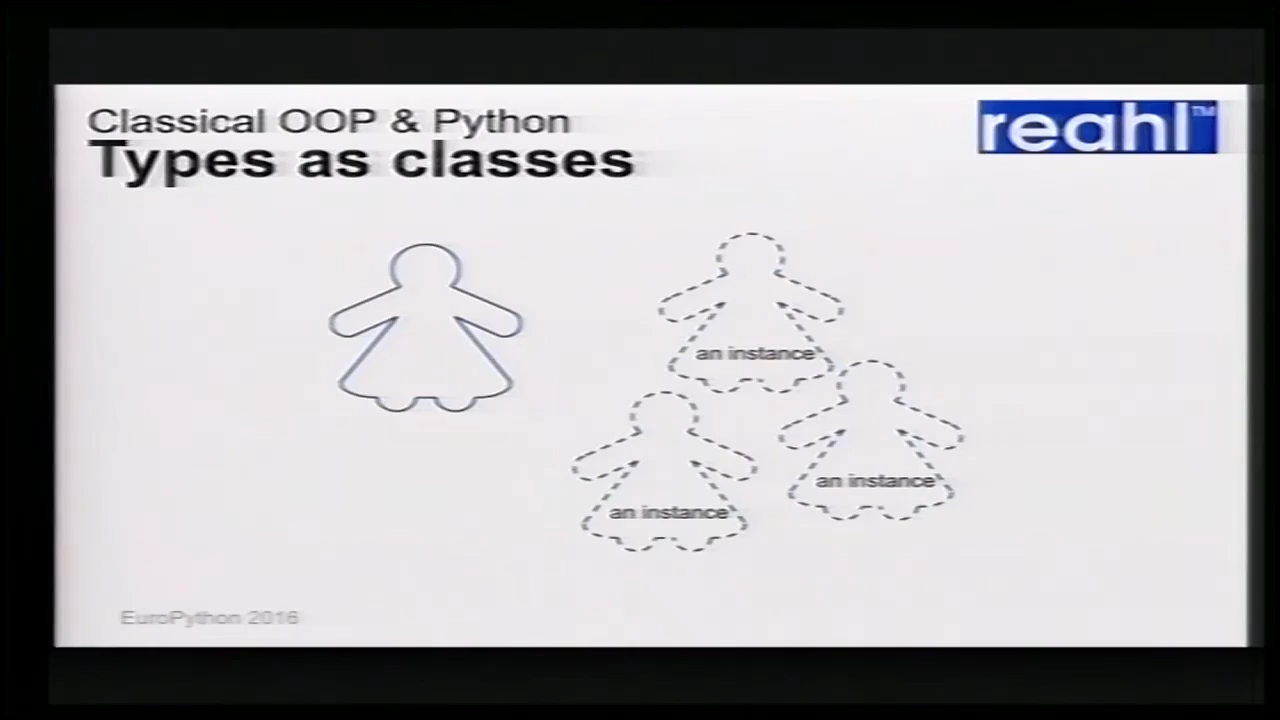 Classical OOP & Python
Types as classes
reahl™
an instance
an instance
an instance
EuroPython 2016